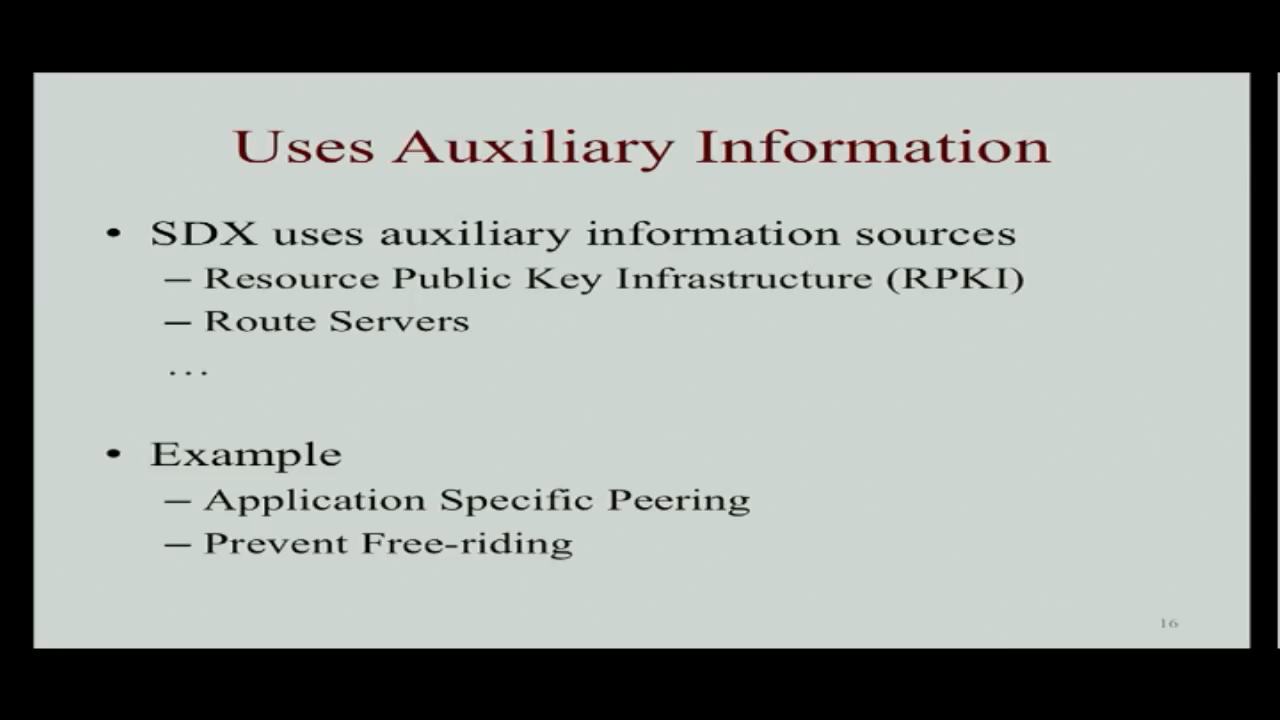 Uses Auxiliary Information
• SDX uses auxiliary information sources
– Resource Public Key Infrastructure (RPKI)
– Route Servers
...
• Example
– Application Specific Peering
– Prevent Free-riding
16